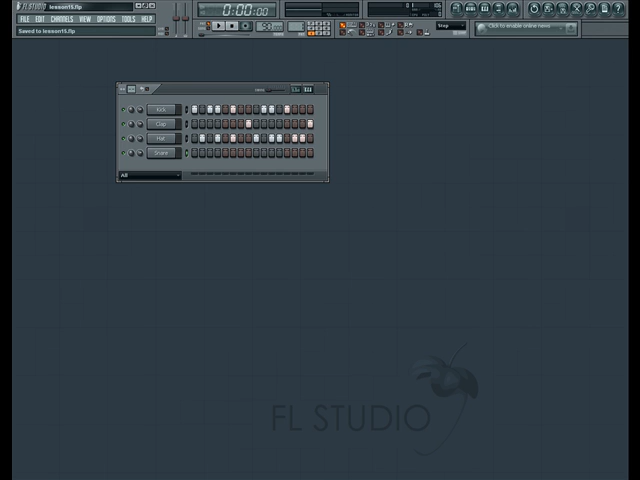 FL STUDIO lesson15.flp
FILE EDIT CHANNELS VIEW OPTIONS TOOLS HELP
Saved to lesson15.flp
0:00:00
Step
Click to enable online news
Kick
Clap
Hat
Snare
All
FL STUDIO